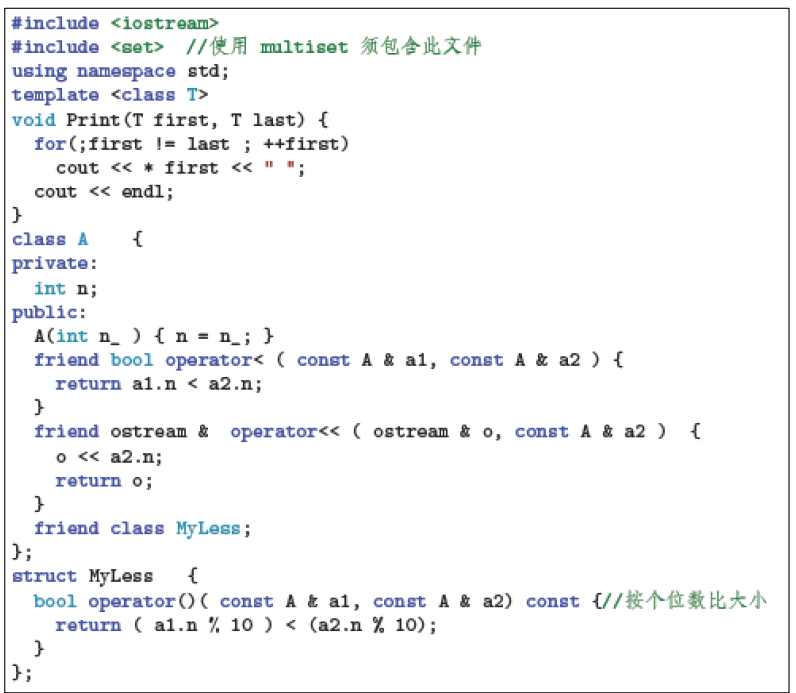 #include <iostream>
#include <set>  //使用 multiset 须包含此文件
using namespace std;
template <class T>
void Print(T first, T last) {
  for(;first != last ; ++first)
    cout << * first << " ";
  cout << endl;
}
class A    {
private:
  int n;
public:
  A(int n_ ) { n = n_; }
  friend bool operator< ( const A & a1, const A & a2 ) {
    return a1.n < a2.n;
  }
  friend ostream &  operator<< ( ostream & o, const A & a2 )  {
    o << a2.n;
    return o;
  }
  friend class MyLess;
};
struct MyLess   {
  bool operator()( const A & a1, const A & a2) const {//按个位数比大小
    return ( a1.n % 10 ) < (a2.n % 10);
  }
};